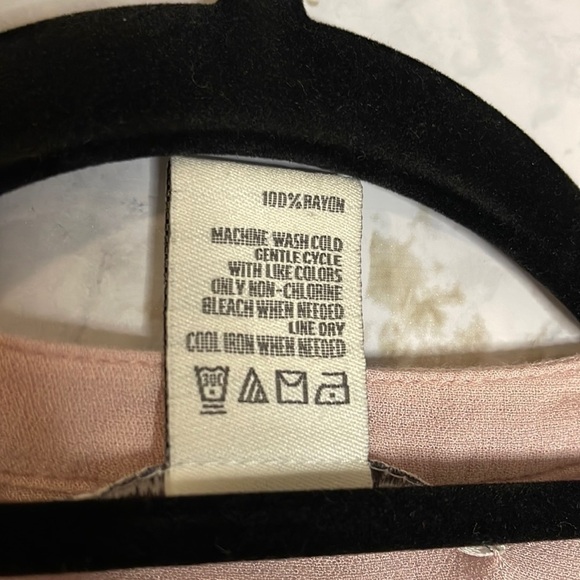 100% RAYON
MACHINE WASH COLD
GENTLE CYCLE
WITH LIKE COLORS
ONLY NON-CHLORINE
BLEACH WHEN NEEDED
LINE DRY
COOL IRON WHEN NEEDED
30C